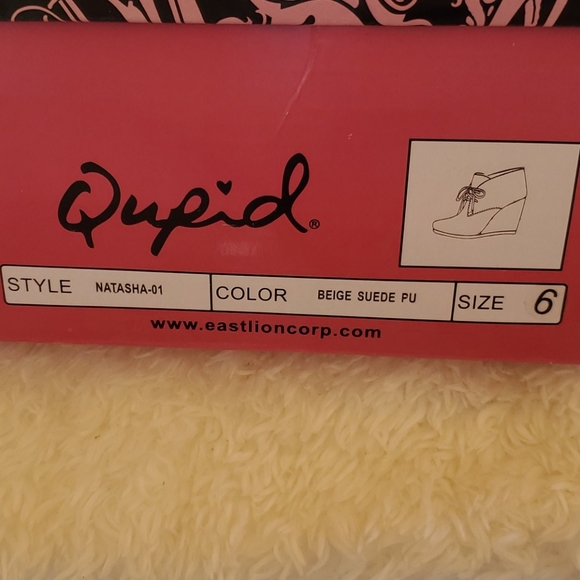 Qupid®
STYLE NATASHA-01 COLOR BEIGE SUEDE PU SIZE 6
www.eastlioncorp.com